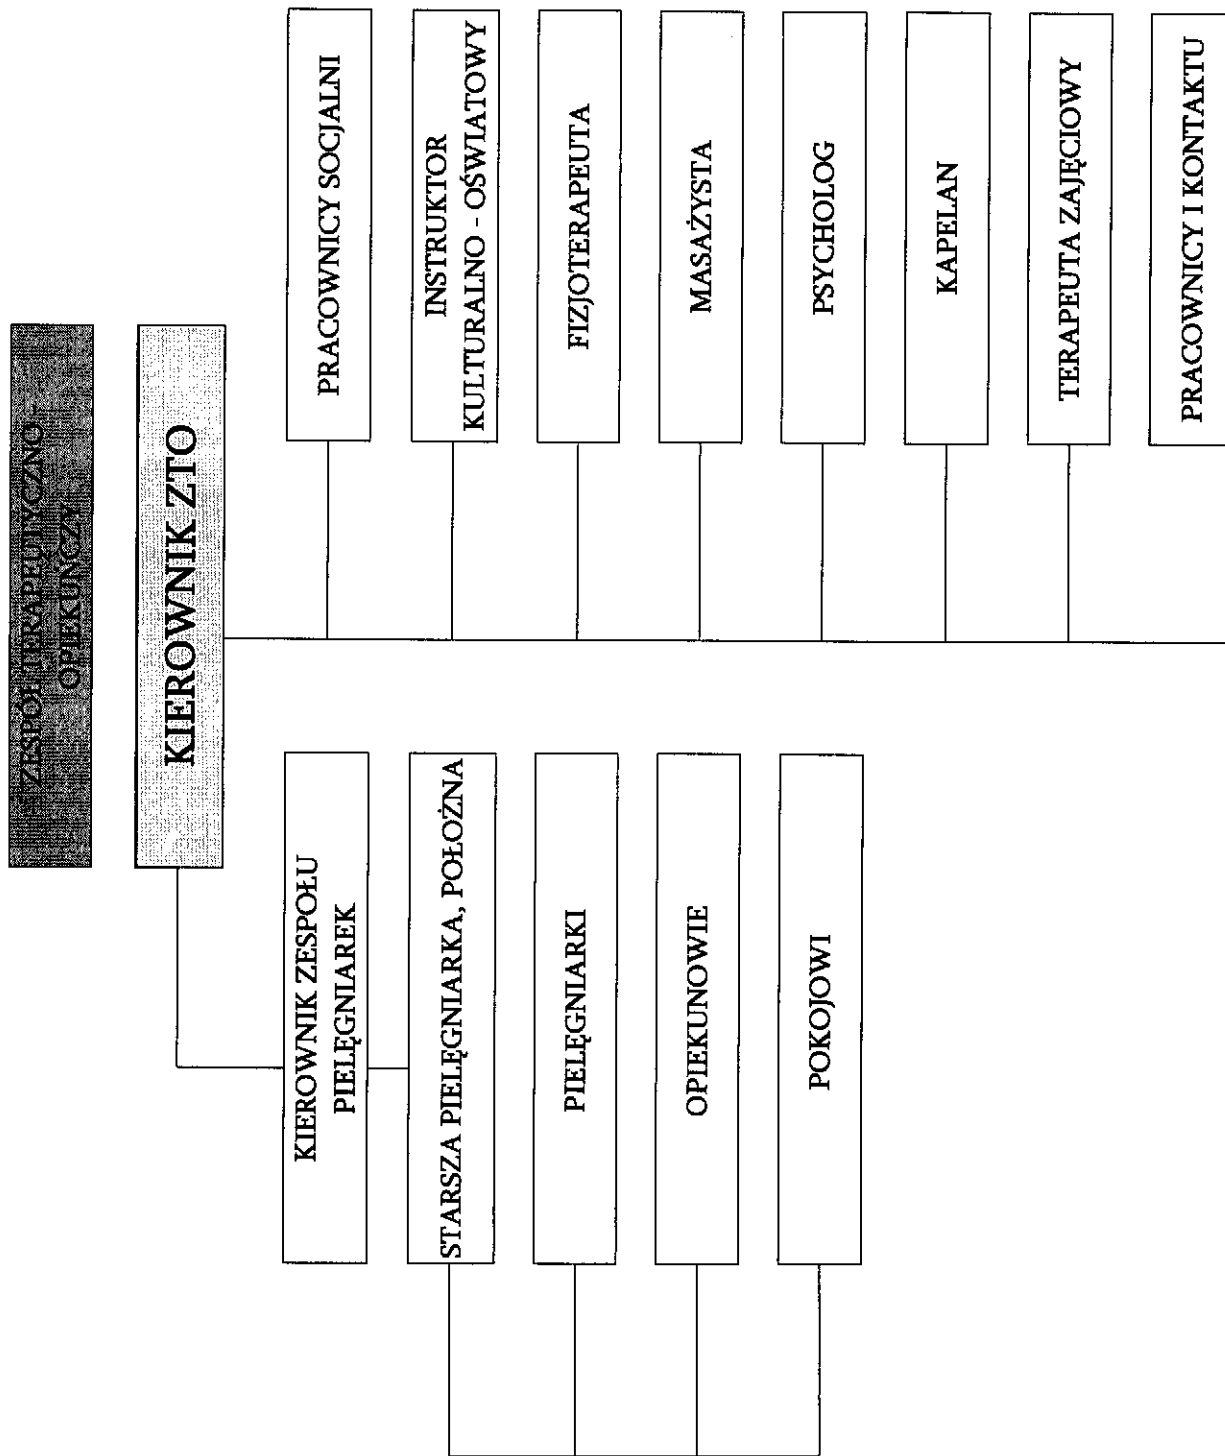 ZESPÓŁ TERAPEUTYCZNO –
OPIEKUŃCZY
KIEROWNIK ZTO
KIEROWNIK ZESPOŁU
PIELĘGNIAREK
STARSZA PIELĘGNIARKA, POŁOŻNA
PIELĘGNIARKI
OPIEKUNOWIE
POKOJOWI
PRACOWNICY SOCJALNI
INSTRUKTOR
KULTURALNO - OŚWIATOWY
FIZJOTERAPEUTA
MASAŻYSTA
PSYCHOLOG
KAPELAN
TERAPEUTA ZAJĘCIOWY
PRACOWNICY I KONTAKTU